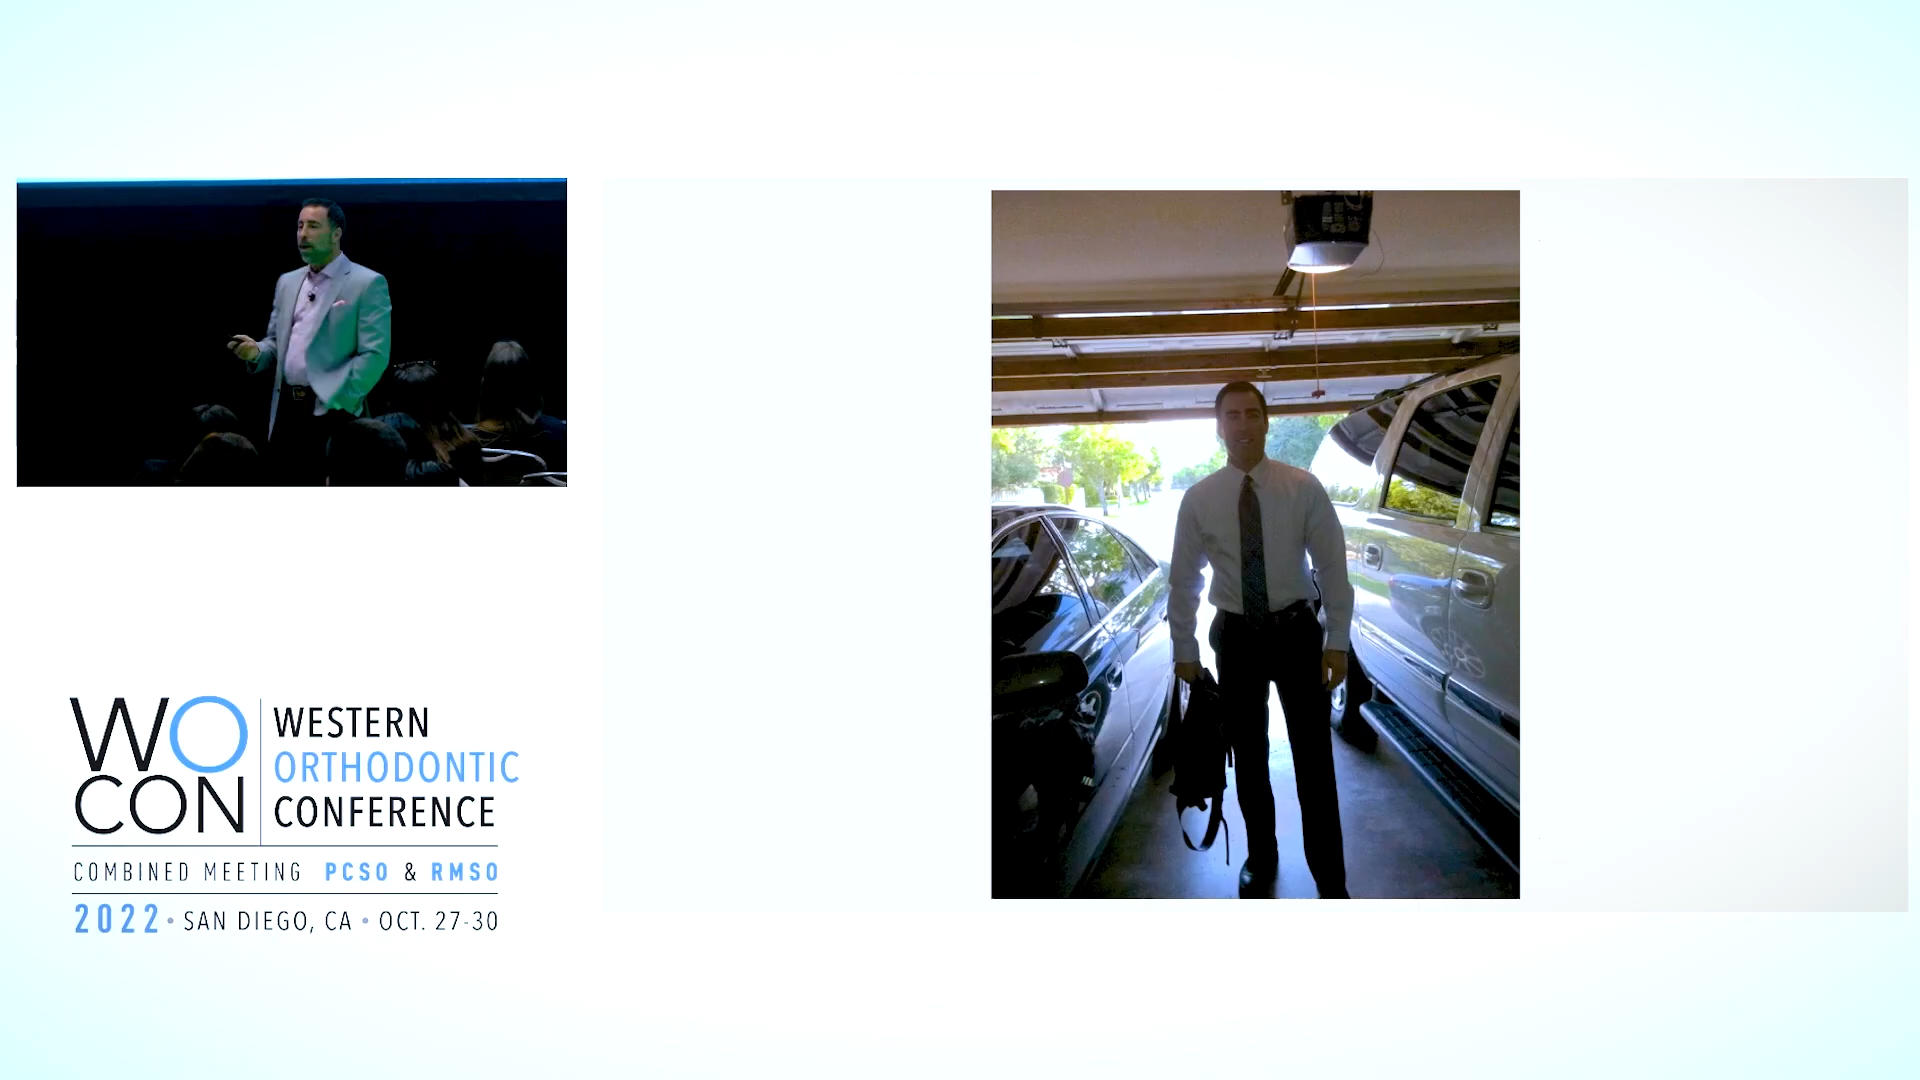 WO
CON
WESTERN
ORTHODONTIC
CONFERENCE
COMBINED MEETING PCSO & RMSO
2022 • SAN DIEGO, CA • OCT. 27-30